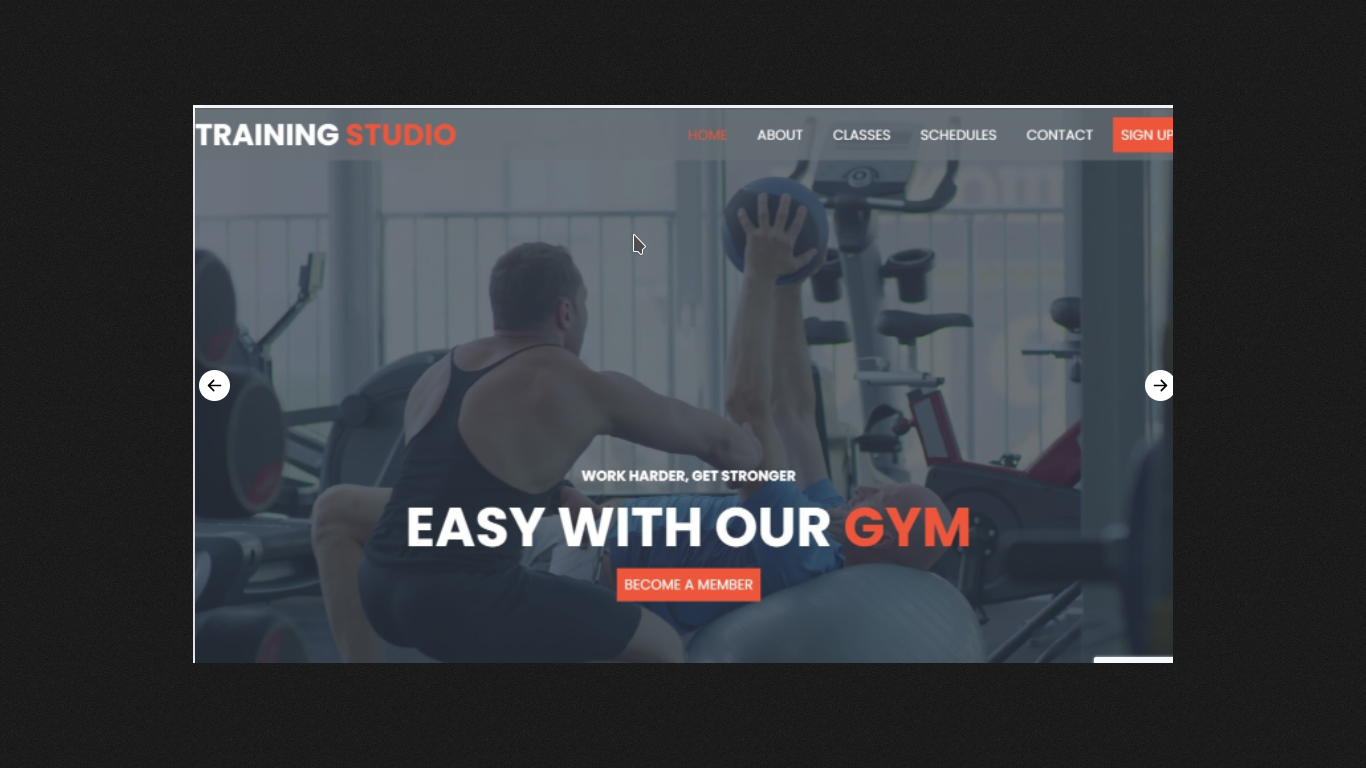 TRAINING STUDIO
HOME ABOUT CLASSES SCHEDULES CONTACT SIGN UP
WORK HARDER, GET STRONGER
EASY WITH OUR GYM
BECOME A MEMBER